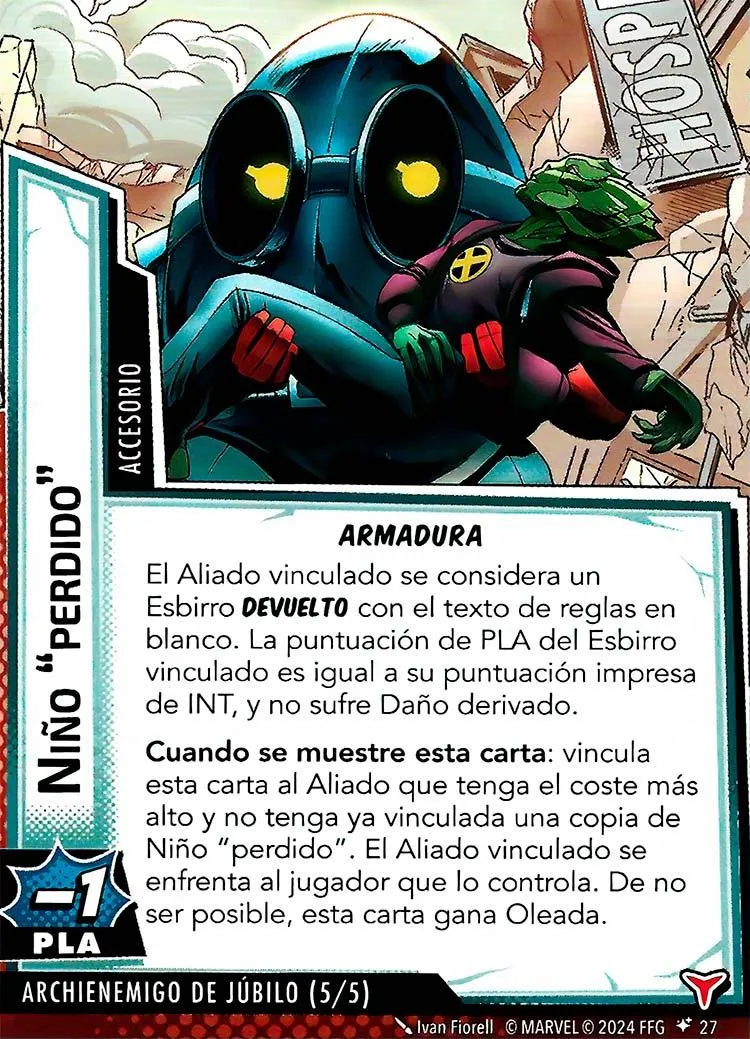 HOSPI
ACCESORIO
NIÑO “PERDIDO”
ARMADURA
El Aliado vinculado se considera un
Esbirro DEVUELTO con el texto de reglas en
blanco. La puntuación de PLA del Esbirro
vinculado es igual a su puntuación impresa
de INT, y no sufre Daño derivado.
Cuando se muestre esta carta: vincula
esta carta al Aliado que tenga el coste más
alto y no tenga ya vinculada una copia de
Niño “perdido”. El Aliado vinculado se
enfrenta al jugador que lo controla. De no
ser posible, esta carta gana Oleada.
–1
PLA
ARCHIENEMIGO DE JÚBILO (5/5)
Ivan Fiorell © MARVEL © 2024 FFG 27